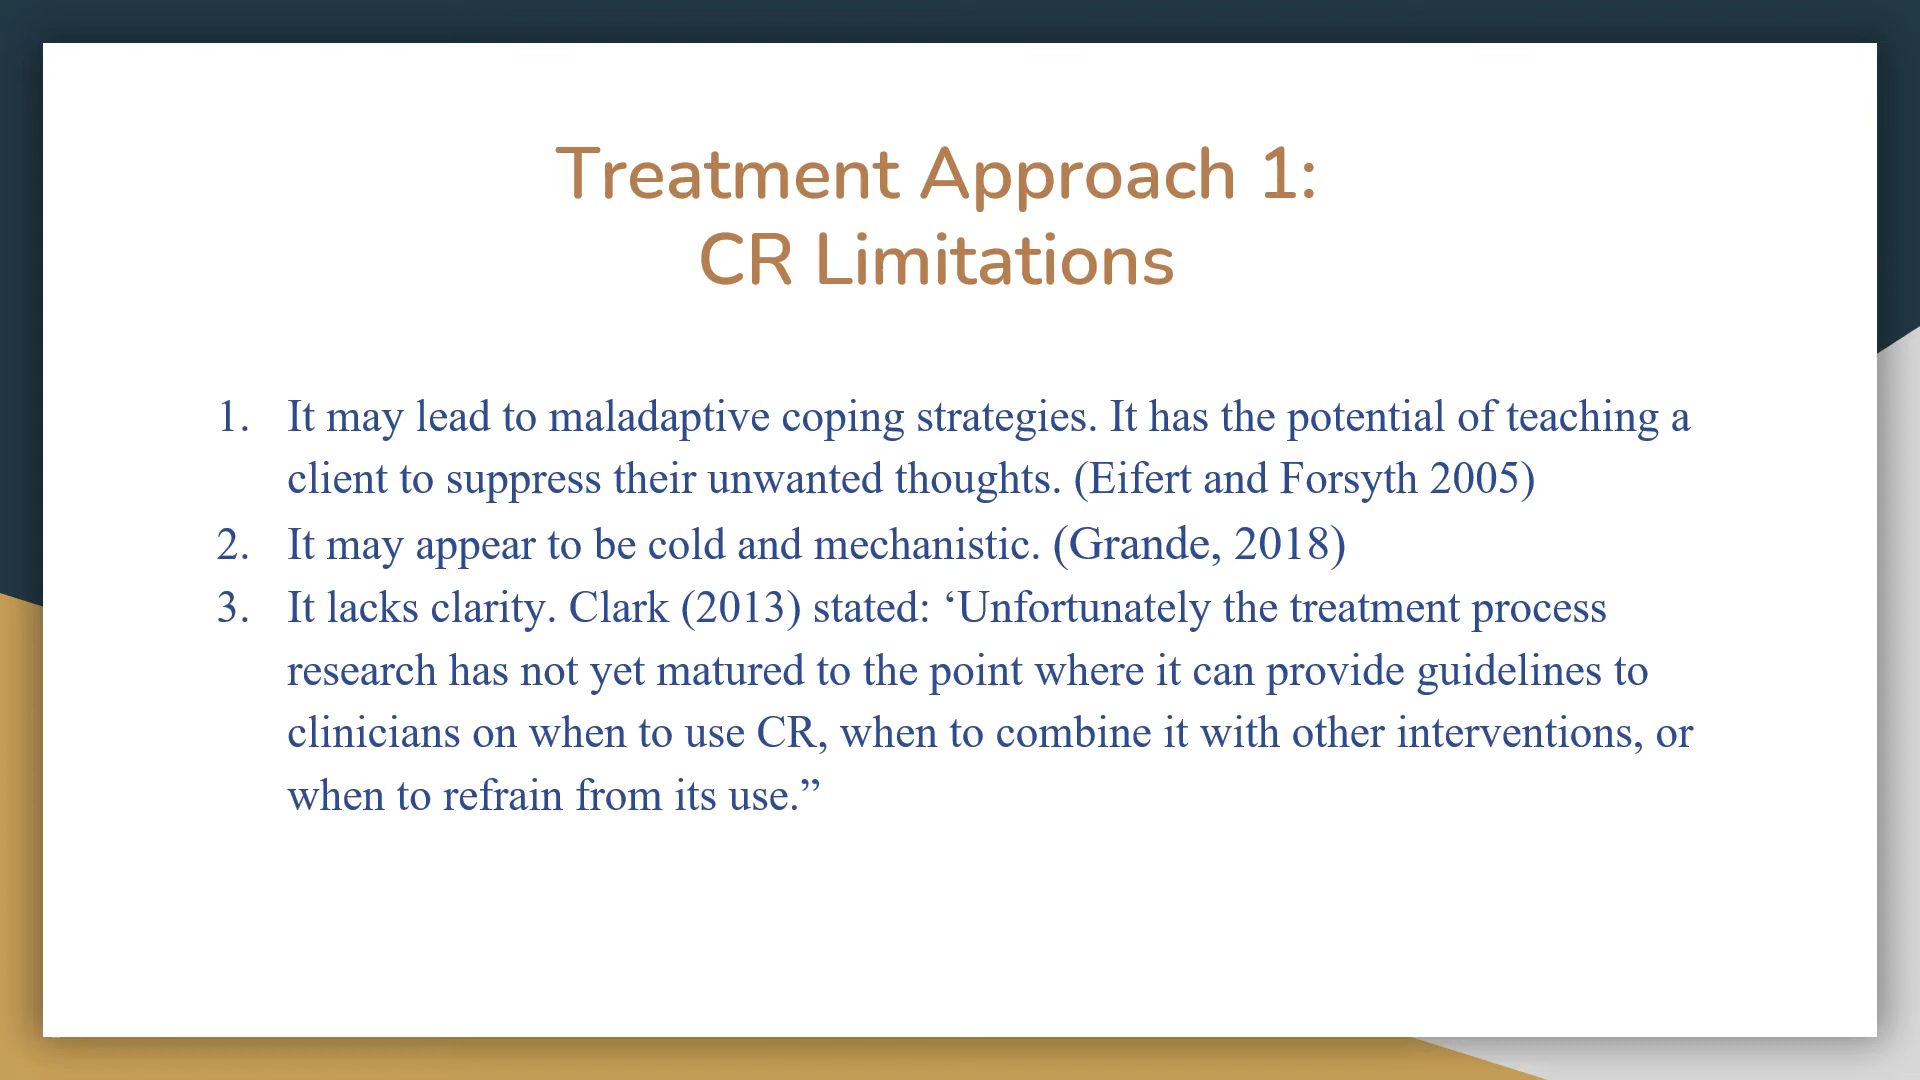 Treatment Approach 1:
CR Limitations
1. It may lead to maladaptive coping strategies. It has the potential of teaching a
client to suppress their unwanted thoughts. (Eifert and Forsyth 2005)
2. It may appear to be cold and mechanistic. (Grande, 2018)
3. It lacks clarity. Clark (2013) stated: ‘Unfortunately the treatment process
research has not yet matured to the point where it can provide guidelines to
clinicians on when to use CR, when to combine it with other interventions, or
when to refrain from its use.”